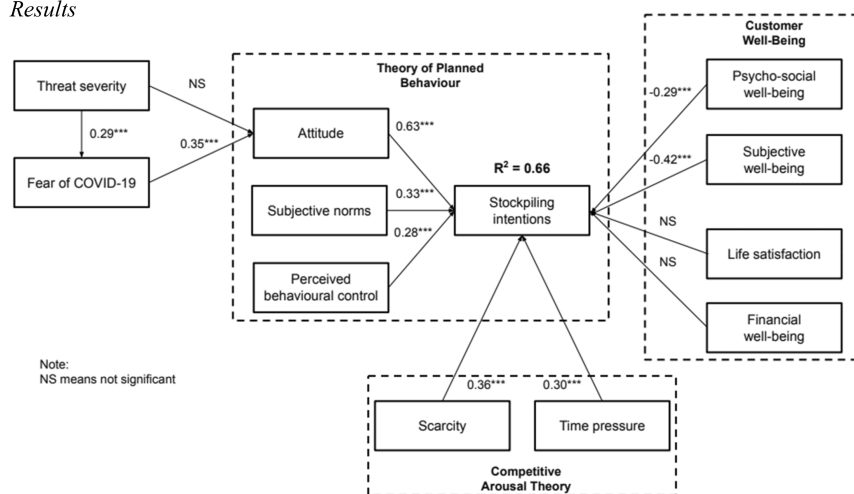 Results
Customer
Well-Being
Theory of Planned
Behaviour
Threat severity
NS
Psycho-social
well-being
-0.29***
0.29***
Attitude
0.63***
0.35***
Fear of COVID-19
R² = 0.66
Subjective
well-being
-0.42***
Subjective norms
0.33***
Stockpiling
intentions
0.28***
NS
Life satisfaction
NS
Perceived
behavioural control
Financial
well-being
Note:
NS means not significant
0.36***
0.30***
Scarcity
Time pressure
Competitive
Arousal Theory